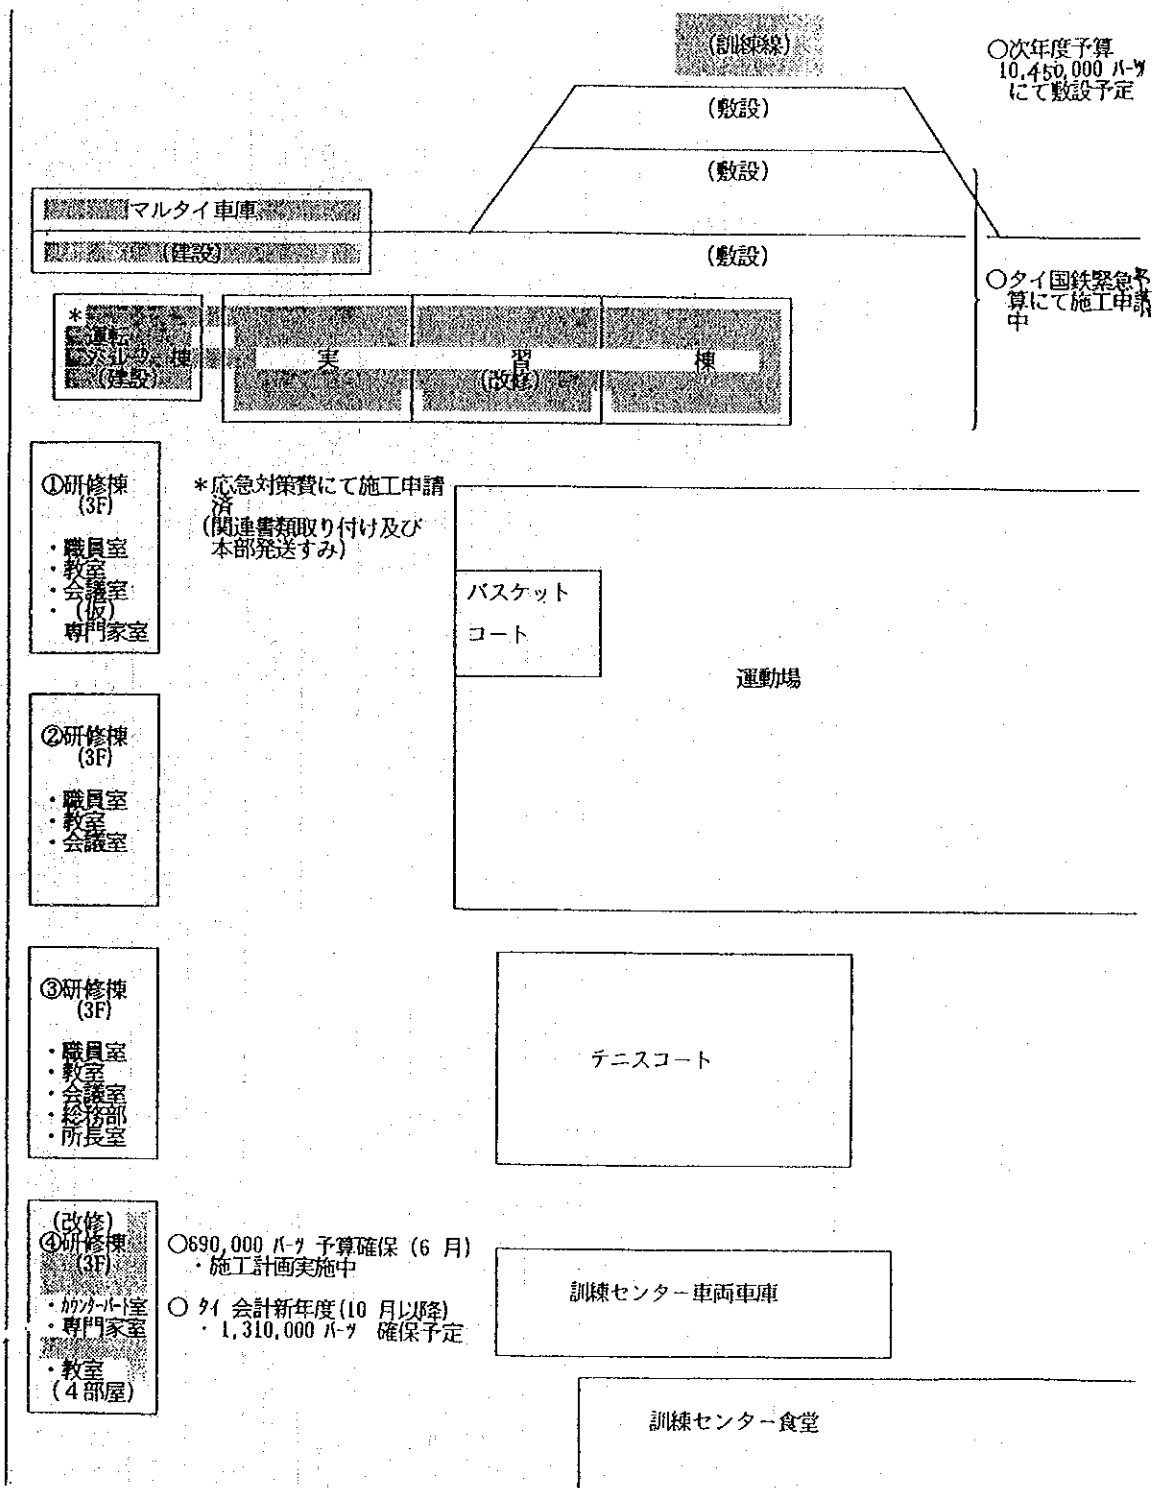 (訓練線)
○次年度予算
10,450,000 バーツ
にて敷設予定
(敷設)
(敷設)
マルタイ車庫
(建設)
(敷設)
○タイ国鉄緊急予
算にて施工申請
中
*
運転
棟
(建設)
実 習 棟
(改修)
①研修棟
(3F)
・職員室
・教室
・会議室
・(仮)
専門家室
*応急対策費にて施工申請
済
(関連書類取り付け及び
本部発送すみ)
バスケット
コート
運動場
②研修棟
(3F)
・職員室
・教室
・会議室
③研修棟
(3F)
・職員室
・教室
・会議室
・総務部
・所長室
テニスコート
(改修)
④研修棟
(3F)
・カウンターパート室
・専門家室
・教室
(4部屋)
○690,000 バーツ 予算確保 (6 月)
・施工計画実施中
○ タイ 会計新年度(10 月以降)
・1,310,000 バーツ 確保予定
訓練センター車両車庫
訓練センター食堂